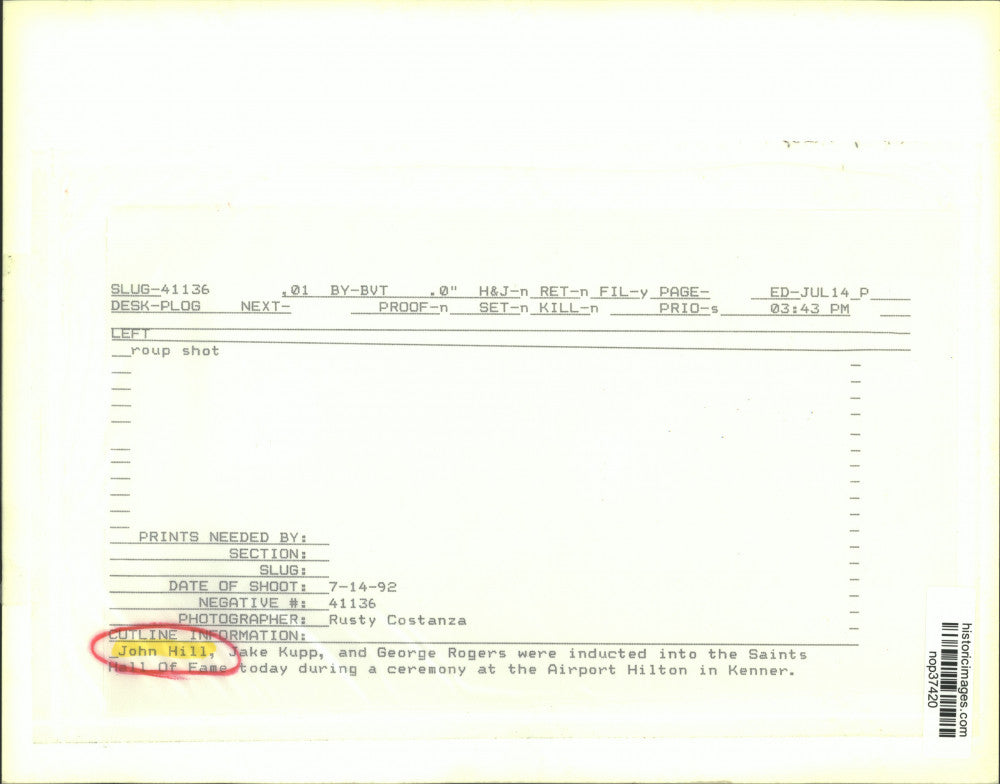 SLUG-41136 .01 BY-BVT .0" H&J-n RET-n FIL-y PAGE- ED-JUL14 P
DESK-PLOG NEXT- PROOF-n SET-n KILL-n PRIO-s 03:43 PM
LEFT
roup shot
PRINTS NEEDED BY:
SECTION:
SLUG:
DATE OF SHOOT: 7-14-92
NEGATIVE #: 41136
PHOTOGRAPHER: Rusty Costanza
CUTLINE INFORMATION:
John Hill, Jake Kupp, and George Rogers were inducted into the Saints
Hall Of Fame today during a ceremony at the Airport Hilton in Kenner.
historicimages.com
nop37420